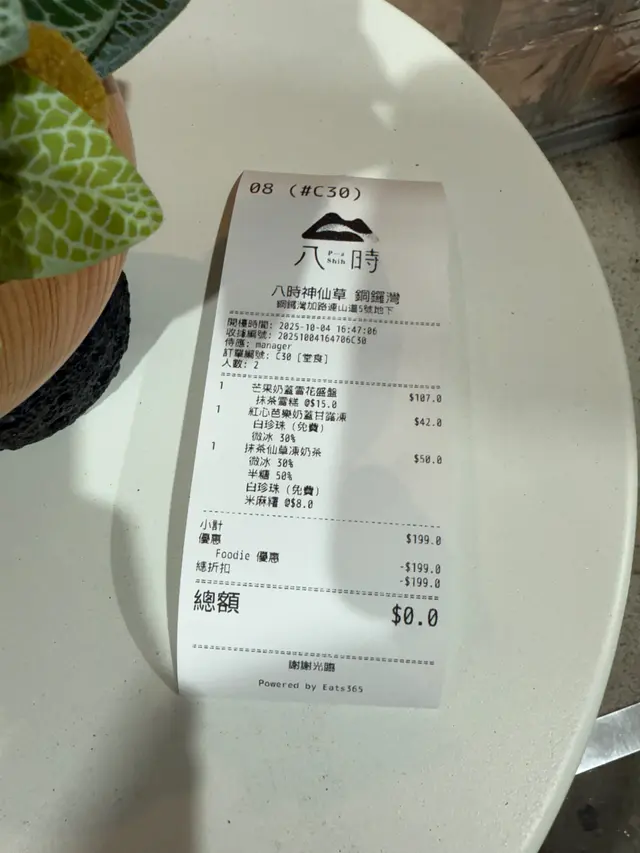 08 (#C30)
八 Pa Shih 時
八時神仙草 銅鑼灣
銅鑼灣加路連山道5號地下
開檯時間: 2025-10-04 16:47:06
收據編號: 20251004164706C30
侍應: manager
訂單編號: C30 [堂食]
人數: 2
1 芒果奶蓋雪花盛盤 $107.0
抹茶雪糕 @$15.0
1 紅心芭樂奶蓋甘露凍 $42.0
白珍珠 (免費)
微冰 30%
1 抹茶仙草凍奶茶 $50.0
微冰 30%
半糖 50%
白珍珠 (免費)
米麻糬 @$8.0
小計 $199.0
優惠
Foodie 優惠 -$199.0
總折扣 -$199.0
總額 $0.0
謝謝光臨
Powered by Eats365